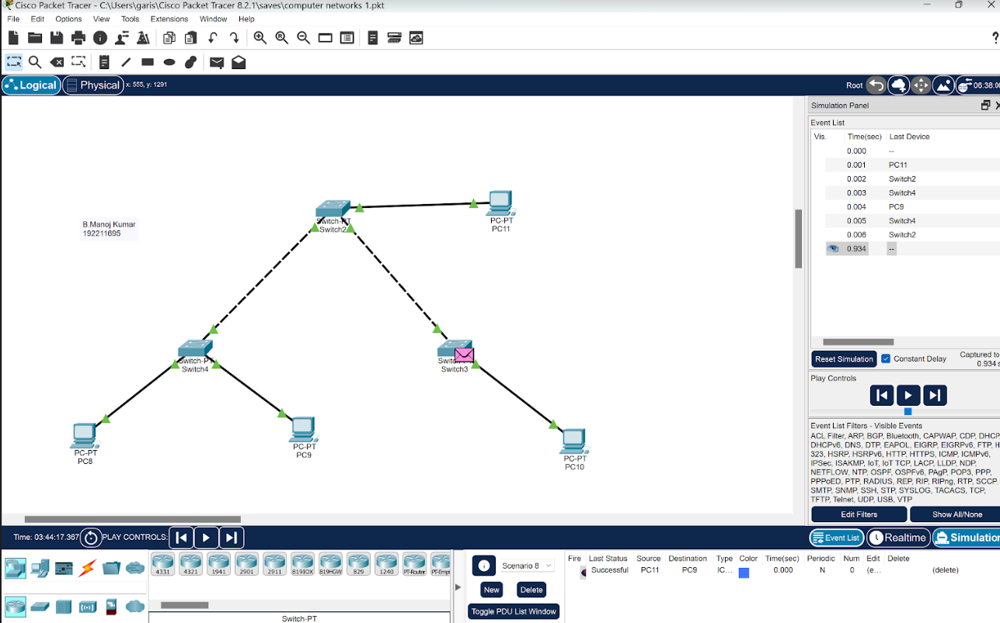 Cisco Packet Tracer - C:\Users\garis\Cisco Packet Tracer 8.2.1\saves\computer networks 1.pkt
File Edit Options View Tools Extensions Window Help
?
Logical Physical x: 555, y: 1291 Root 06:38:00
Simulation Panel
Event List
Vis. Time(sec) Last Device
0.000 --
0.001 PC11
0.002 Switch2
0.003 Switch4
0.004 PC9
0.005 Switch4
0.006 Switch2
0.934 --
B.Manoj Kumar
192211695
Switch-PT
Switch2
PC-PT
PC11
Switch-PT
Switch4
Switch3
PC-PT
PC8
PC-PT
PC9
PC-PT
PC10
Reset Simulation Constant Delay Captured to
0.934 s
Play Controls
Event List Filters - Visible Events
ACL Filter, ARP, BGP, Bluetooth, CAPWAP, CDP, DHCP
DHCPv6, DNS, DTP, EAPOL, EIGRP, EIGRPv6, FTP, H
323, HSRP, HSRPv6, HTTP, HTTPS, ICMP, ICMPv6,
IPSec, ISAKMP, IoT, IoT TCP, LACP, LLDP, NDP,
NETFLOW, NTP, OSPF, OSPFv6, PAgP, POP3, PPP,
PPPoED, PTP, RADIUS, REP, RIP, RIPng, RTP, SCCP
SMTP, SNMP, SSH, STP, SYSLOG, TACACS, TCP,
TFTP, Telnet, UDP, USB, VTP
Edit Filters Show All/None
Time: 03:44:17.367 PLAY CONTROLS: Event List Realtime Simulation
4331 4321 1941 2901 2911 819IOX 819HGW 829 1240 PT-Router PT-Emp
Switch-PT
Scenario 8
New Delete
Toggle PDU List Window
Fire Last Status Source Destination Type Color Time(sec) Periodic Num Edit Delete
Successful PC11 PC9 IC... 0.000 N 0 (e... (delete)